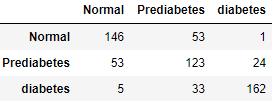 Normal Prediabetes diabetes
Normal 146 53 1
Prediabetes 53 123 24
diabetes 5 33 162